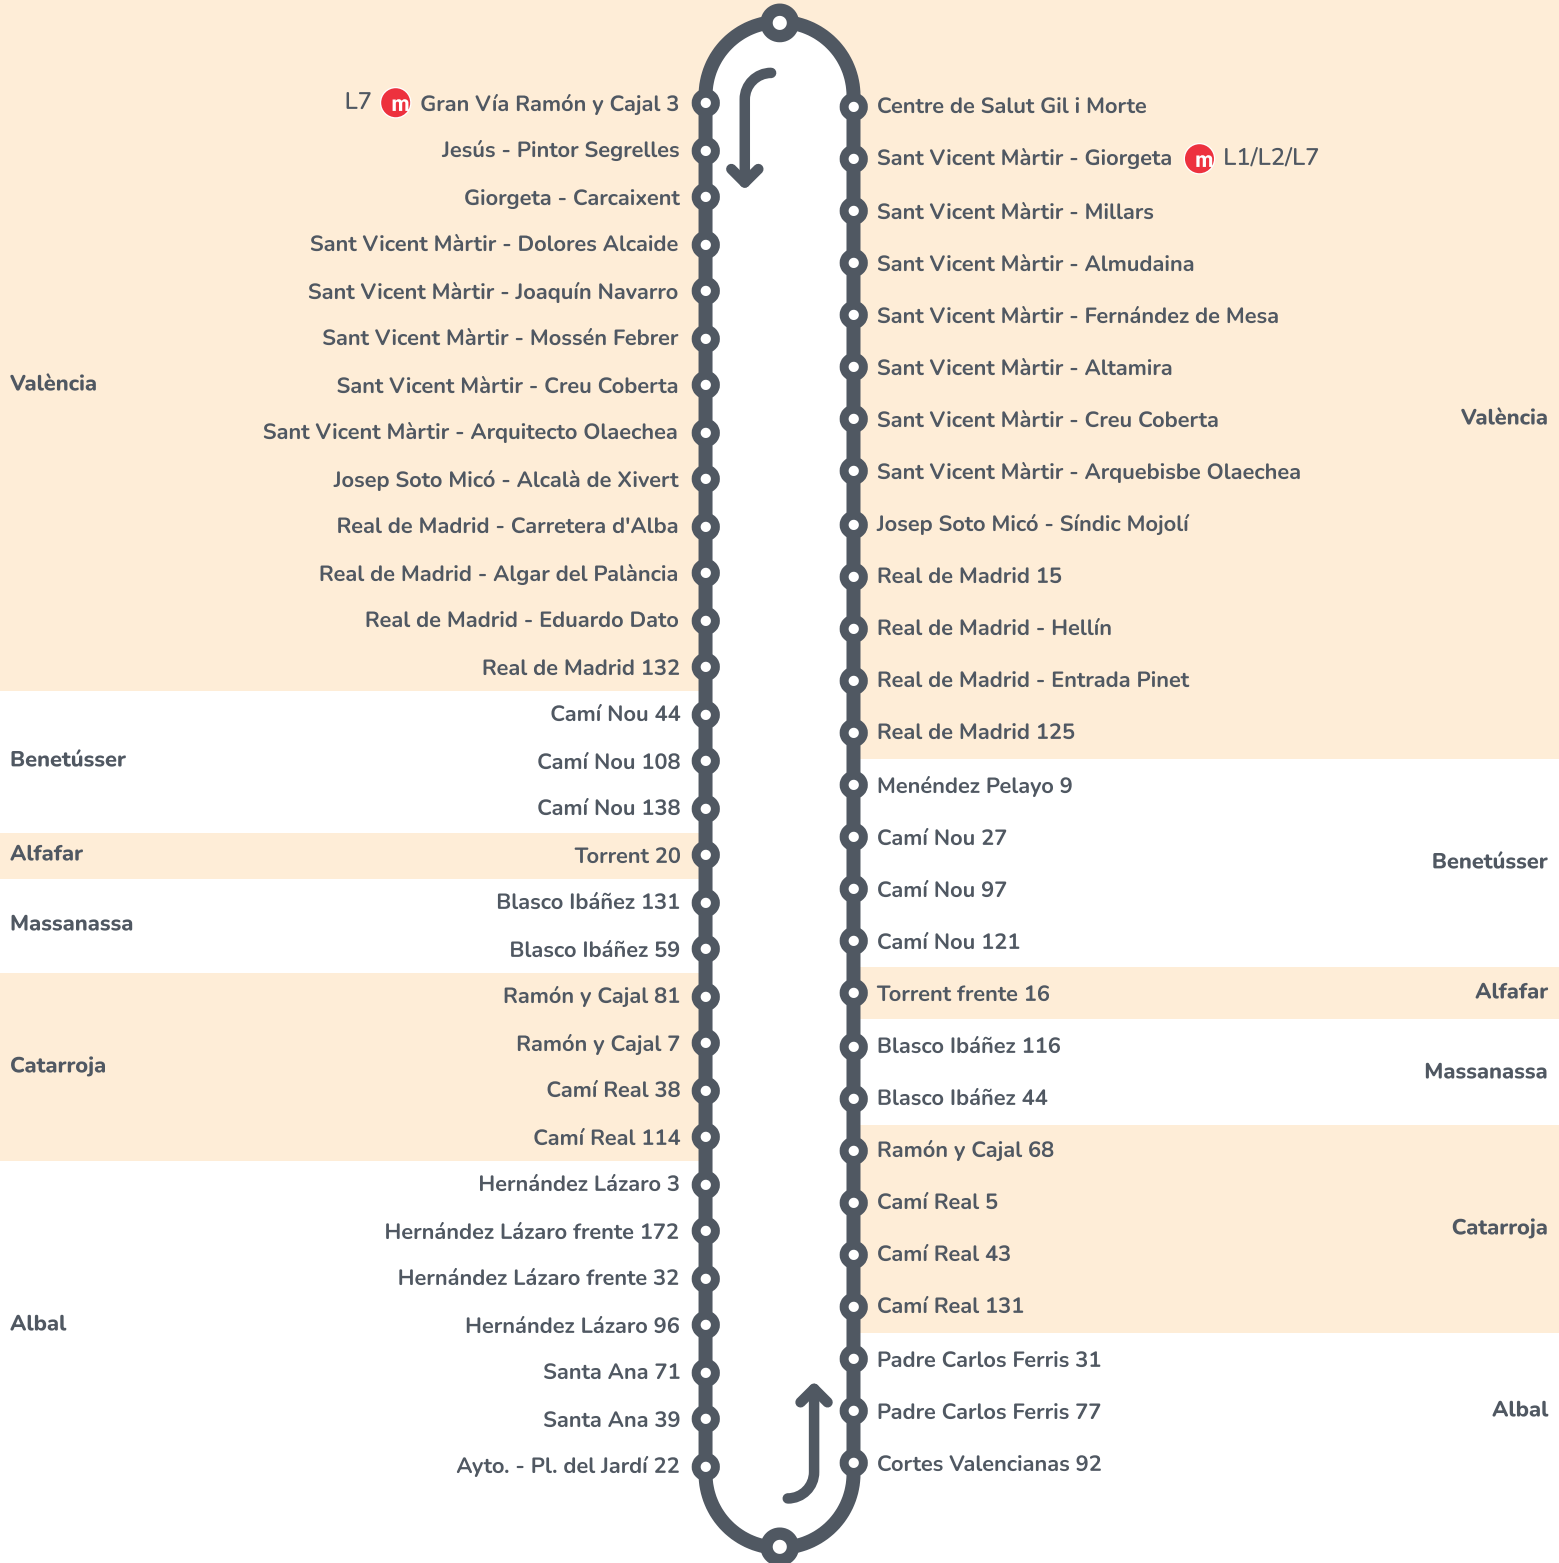 L7 m Gran Vía Ramón y Cajal 3
Jesús - Pintor Segrelles
Giorgeta - Carcaixent
Sant Vicent Màrtir - Dolores Alcaide
Sant Vicent Màrtir - Joaquín Navarro
Sant Vicent Màrtir - Mossén Febrer
València
Sant Vicent Màrtir - Creu Coberta
Sant Vicent Màrtir - Arquitecto Olaechea
Josep Soto Micó - Alcalà de Xivert
Real de Madrid - Carretera d'Alba
Real de Madrid - Algar del Palància
Real de Madrid - Eduardo Dato
Real de Madrid 132
Camí Nou 44
Benetússer
Camí Nou 108
Camí Nou 138
Alfafar
Torrent 20
Blasco Ibáñez 131
Massanassa
Blasco Ibáñez 59
Ramón y Cajal 81
Ramón y Cajal 7
Catarroja
Camí Real 38
Camí Real 114
Hernández Lázaro 3
Hernández Lázaro frente 172
Hernández Lázaro frente 32
Albal
Hernández Lázaro 96
Santa Ana 71
Santa Ana 39
Ayto. - Pl. del Jardí 22
Centre de Salut Gil i Morte
Sant Vicent Màrtir - Giorgeta m L1/L2/L7
Sant Vicent Màrtir - Millars
Sant Vicent Màrtir - Almudaina
Sant Vicent Màrtir - Fernández de Mesa
Sant Vicent Màrtir - Altamira
Sant Vicent Màrtir - Creu Coberta
València
Sant Vicent Màrtir - Arquebisbe Olaechea
Josep Soto Micó - Síndic Mojolí
Real de Madrid 15
Real de Madrid - Hellín
Real de Madrid - Entrada Pinet
Real de Madrid 125
Menéndez Pelayo 9
Camí Nou 27
Benetússer
Camí Nou 97
Camí Nou 121
Torrent frente 16
Alfafar
Blasco Ibáñez 116
Massanassa
Blasco Ibáñez 44
Ramón y Cajal 68
Camí Real 5
Catarroja
Camí Real 43
Camí Real 131
Padre Carlos Ferris 31
Padre Carlos Ferris 77
Albal
Cortes Valencianas 92